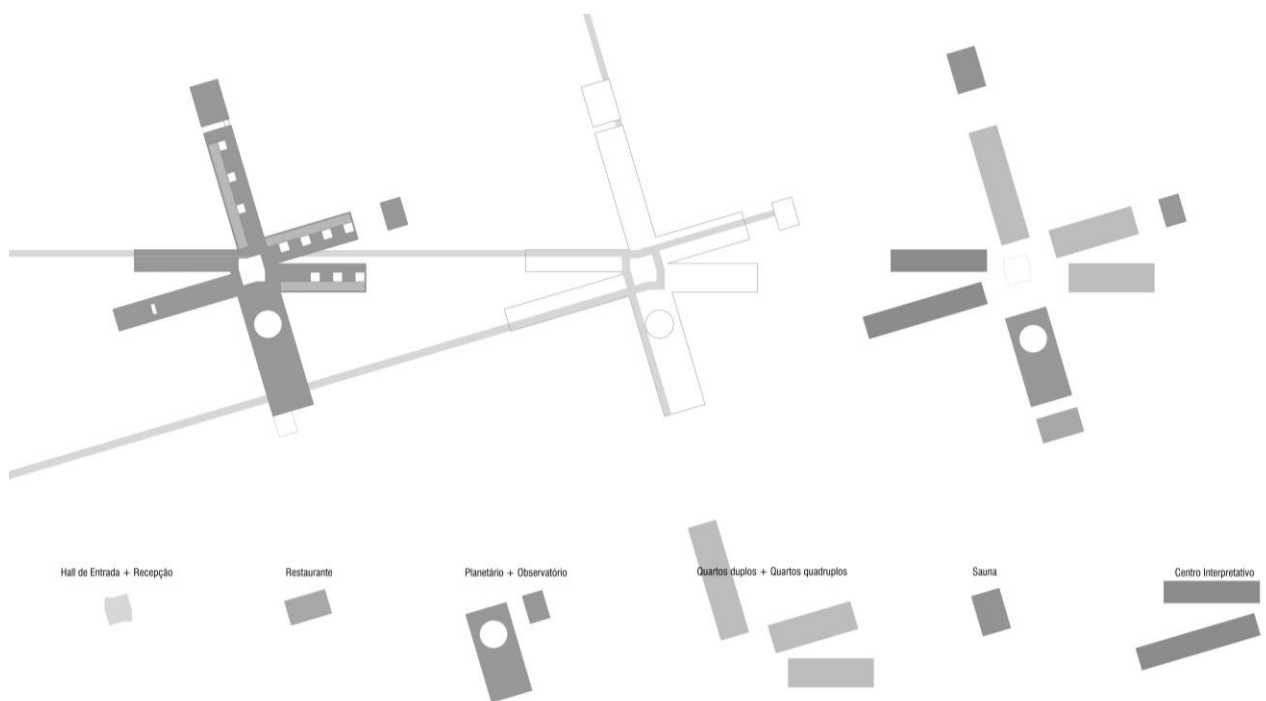 Hall de Entrada + Recepção
Restaurante
Planetário + Observatório
Quartos duplos + Quartos quadruplos
Sauna
Centro Interpretativo